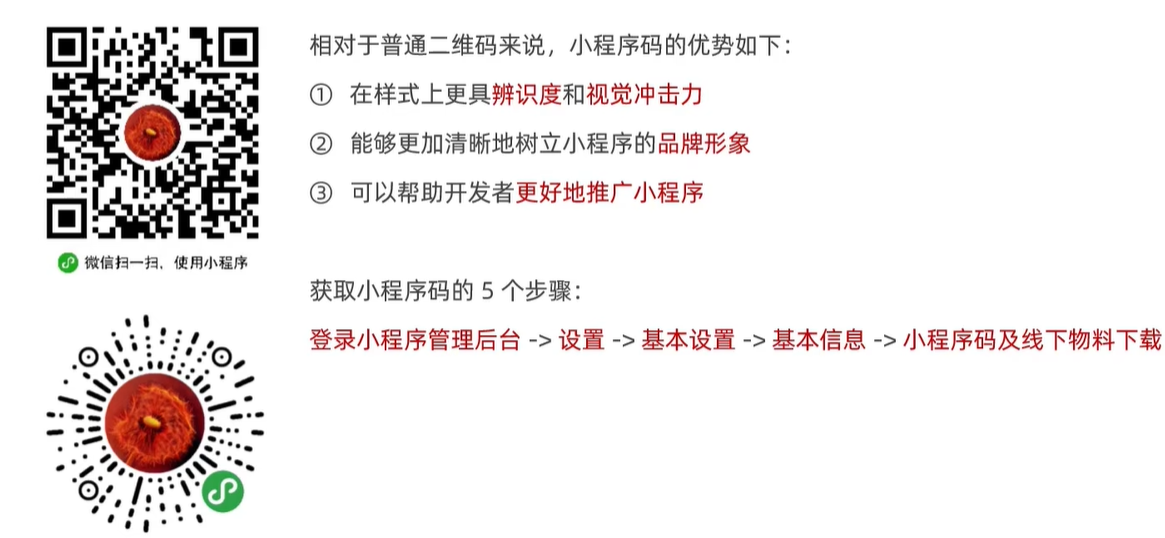 相对于普通二维码来说，小程序码的优势如下：
① 在样式上更具辨识度和视觉冲击力
② 能够更加清晰地树立小程序的品牌形象
③ 可以帮助开发者更好地推广小程序
微信扫一扫，使用小程序
获取小程序码的 5 个步骤：
登录小程序管理后台 -> 设置 -> 基本设置 -> 基本信息 -> 小程序码及线下物料下载